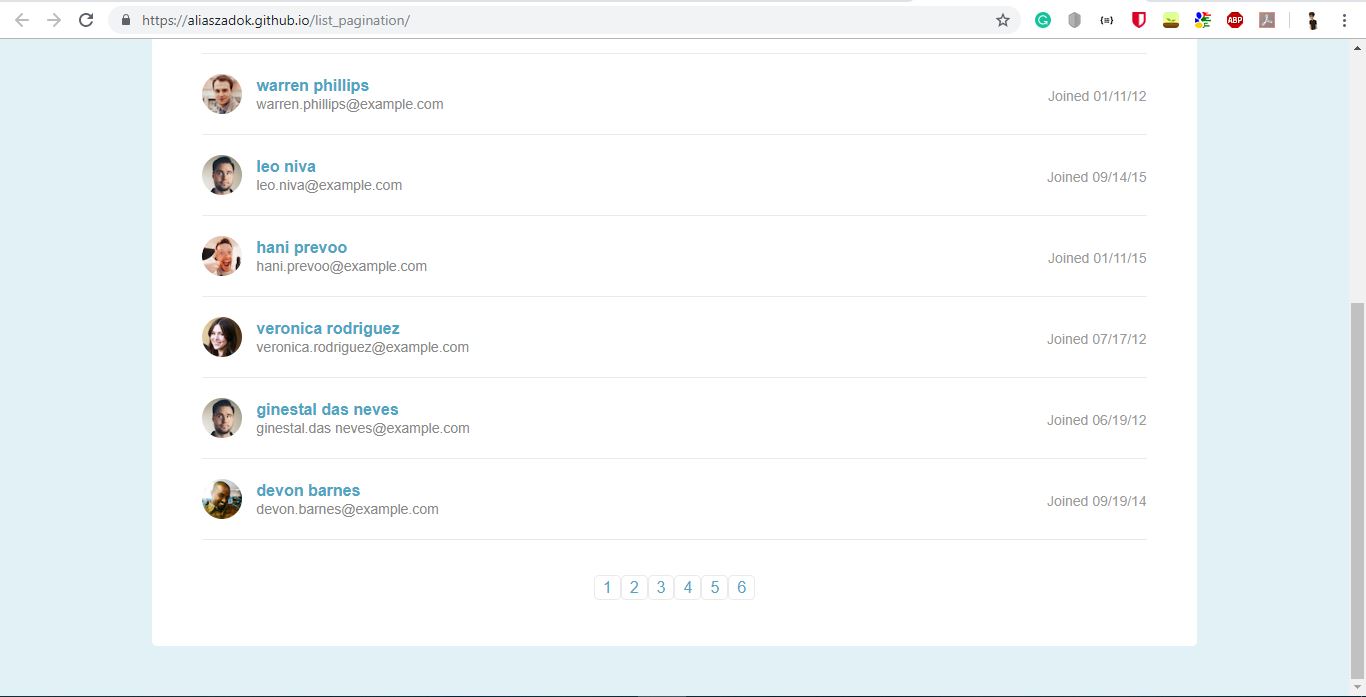 https://aliaszadok.github.io/list_pagination/
ABP
warren phillips
warren.phillips@example.com
Joined 01/11/12
leo niva
leo.niva@example.com
Joined 09/14/15
hani prevoo
hani.prevoo@example.com
Joined 01/11/15
veronica rodriguez
veronica.rodriguez@example.com
Joined 07/17/12
ginestal das neves
ginestal.das neves@example.com
Joined 06/19/12
devon barnes
devon.barnes@example.com
Joined 09/19/14
1 2 3 4 5 6